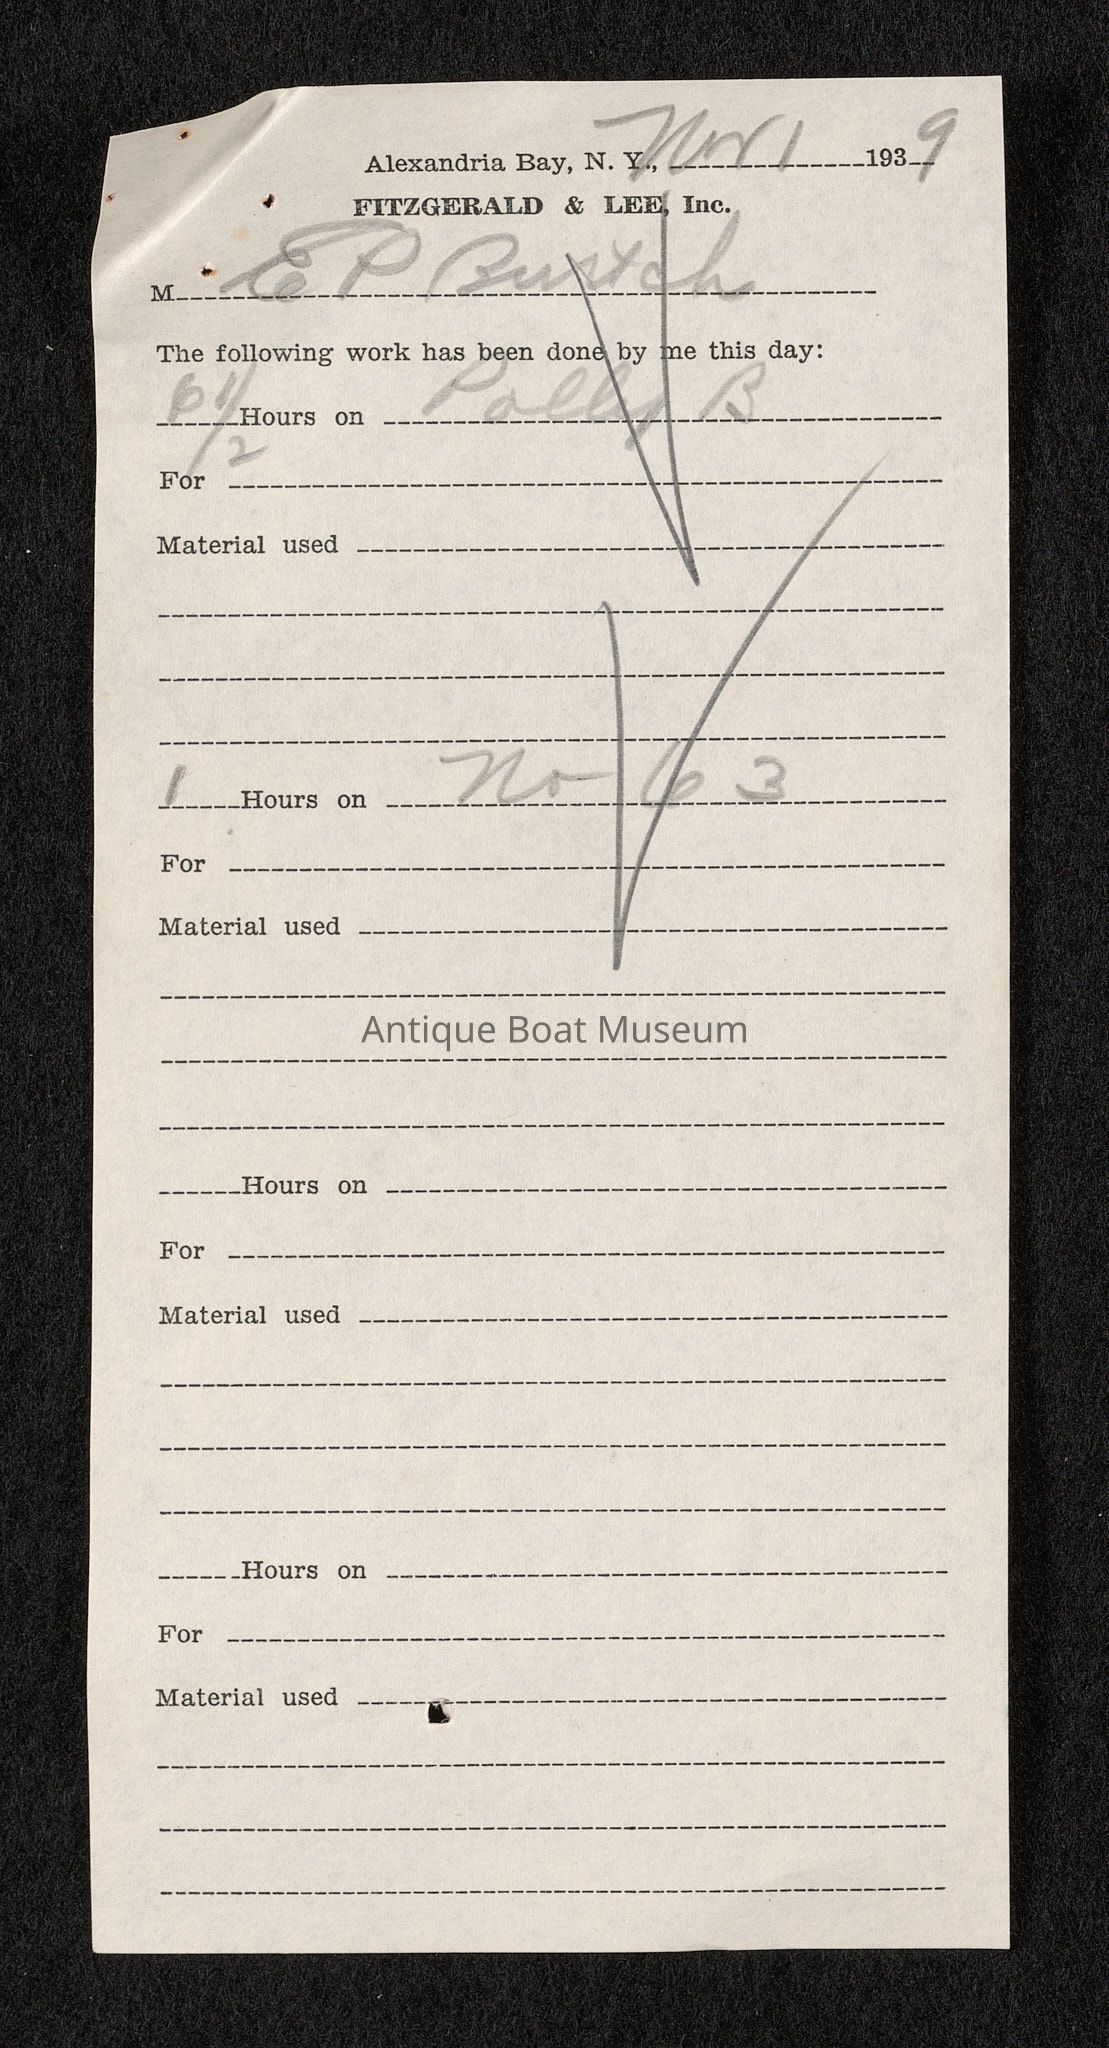 Alexandria Bay, N. Y., Nov 1 1939
FITZGERALD & LEE, Inc.
M E P Burtch
The following work has been done by me this day:
6 1/2 Hours on Polly B
For
Material used
1 Hours on No 63
For
Material used
Antique Boat Museum
Hours on
For
Material used
Hours on
For
Material used